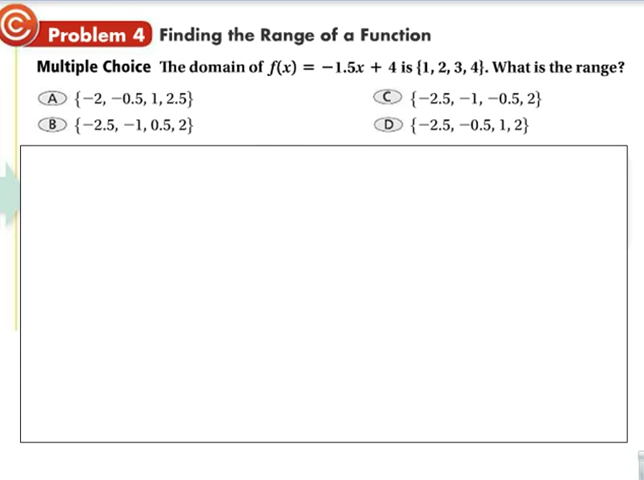 C Problem 4 Finding the Range of a Function
Multiple Choice The domain of f(x) = −1.5x + 4 is {1, 2, 3, 4}. What is the range?
A {−2, −0.5, 1, 2.5} C {−2.5, −1, −0.5, 2}
B {−2.5, −1, 0.5, 2} D {−2.5, −0.5, 1, 2}